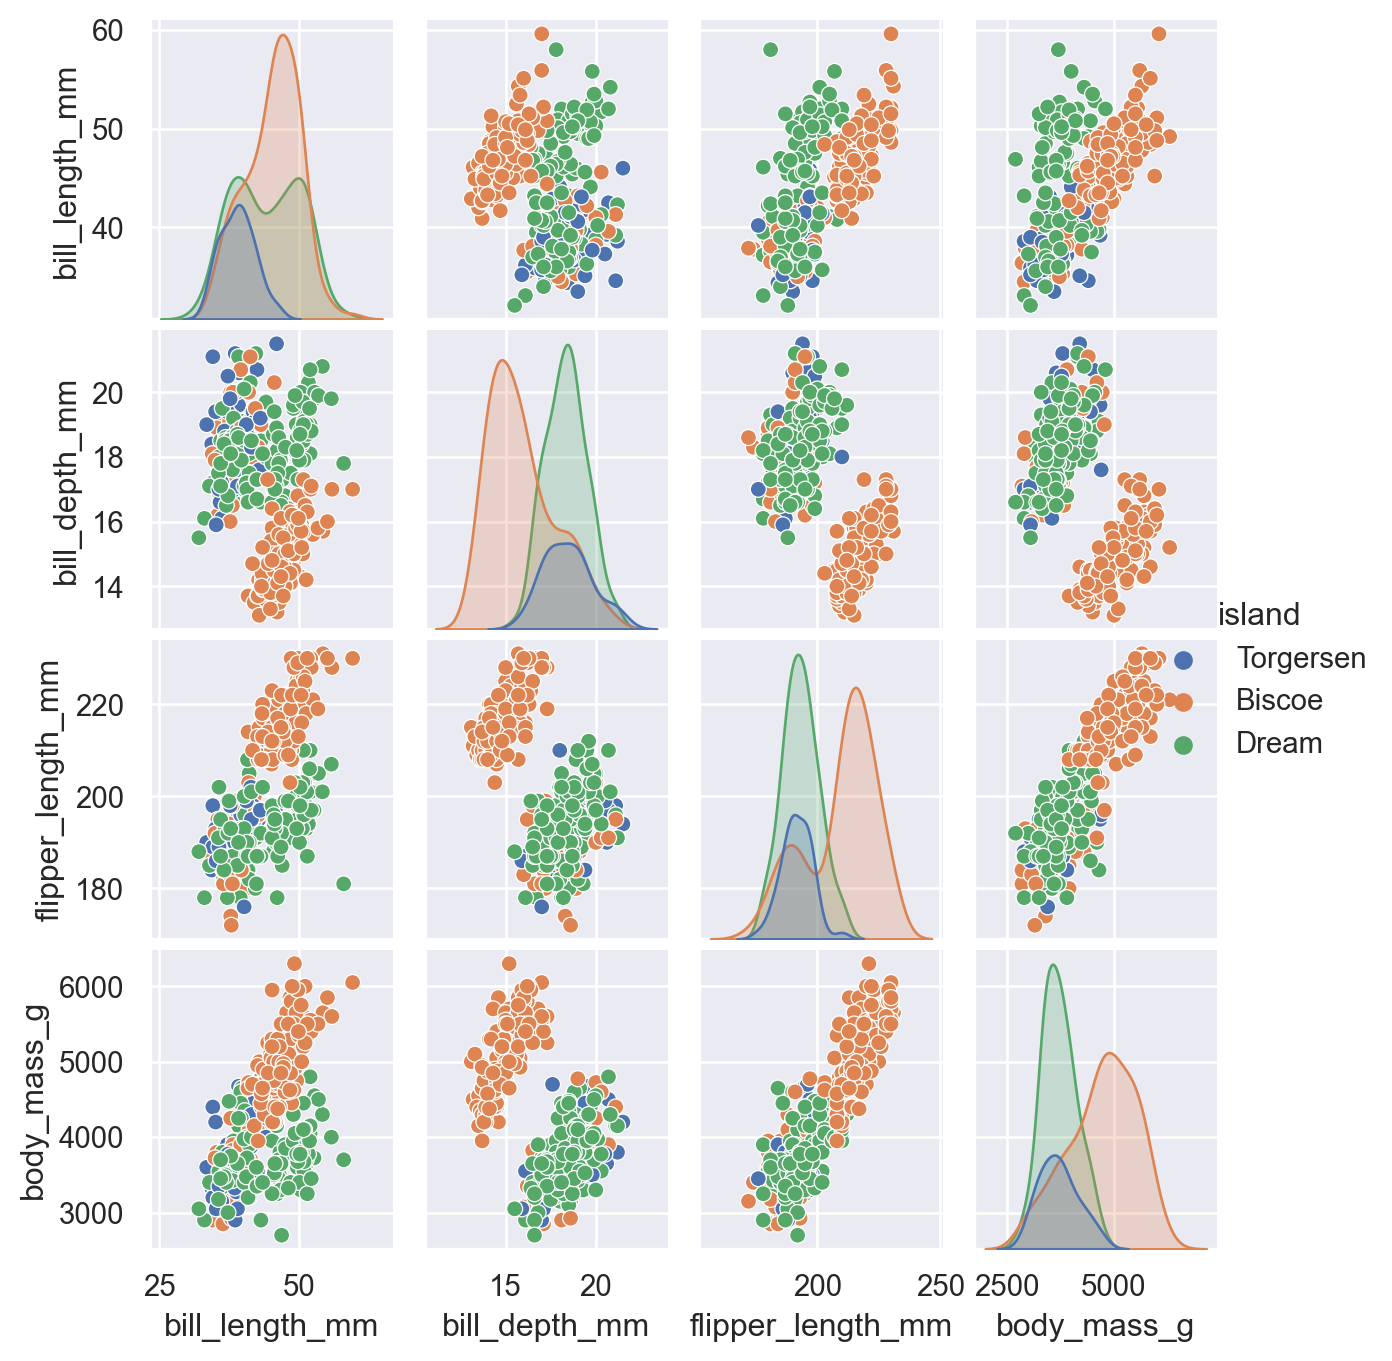 60
50
40
bill_length_mm
20
18
16
14
bill_depth_mm
220
200
180
flipper_length_mm
6000
5000
4000
3000
body_mass_g
25 50
bill_length_mm
15 20
bill_depth_mm
200 250
flipper_length_mm
2500 5000
body_mass_g
island
Torgersen
Biscoe
Dream